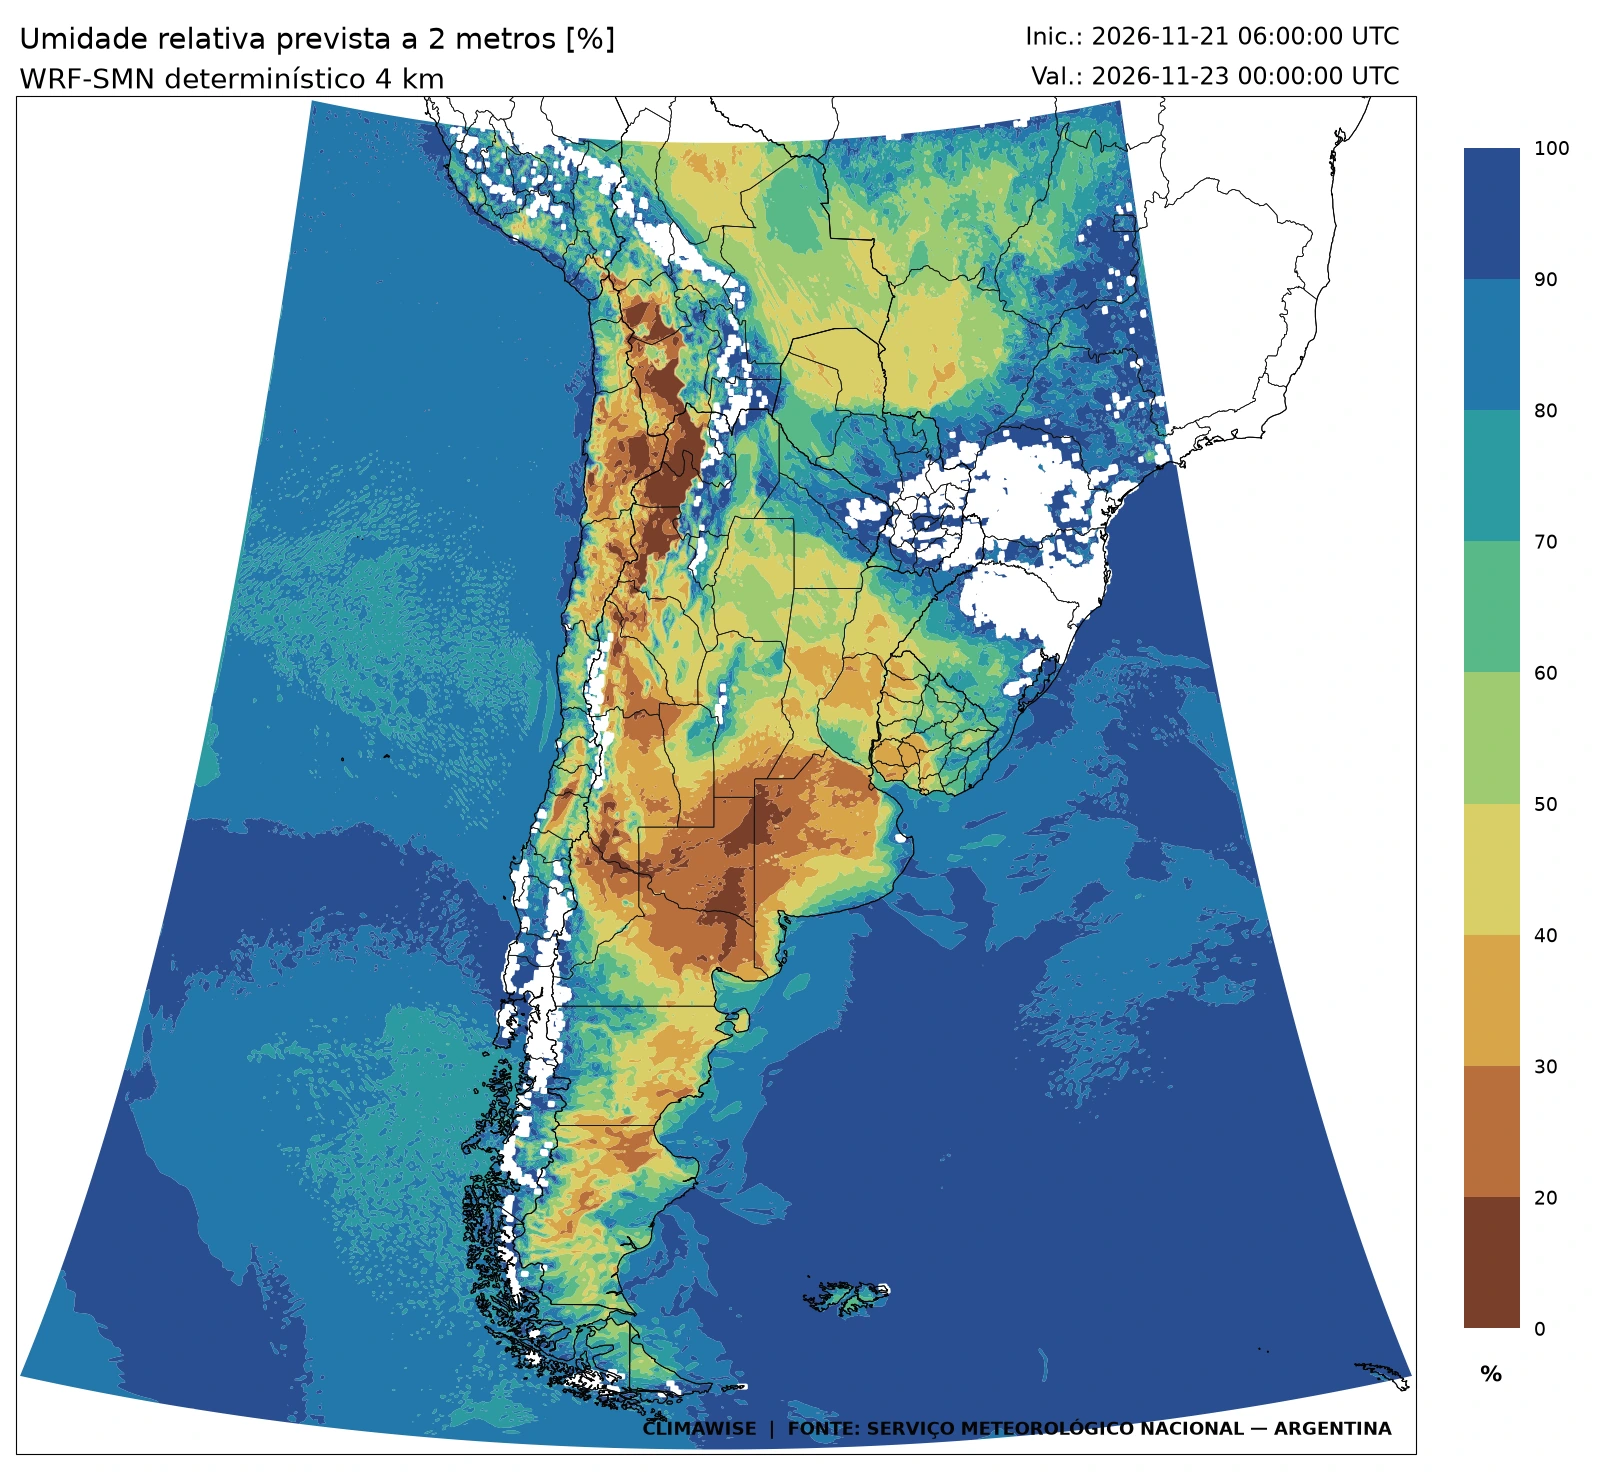 Umidade relativa prevista a 2 metros [%]
WRF-SMN determinístico 4 km
Inic.: 2026-11-21 06:00:00 UTC
Val.: 2026-11-23 00:00:00 UTC
100
90
80
70
60
50
40
30
20
0
%
CLIMAWISE | FONTE: SERVIÇO METEOROLÓGICO NACIONAL — ARGENTINA